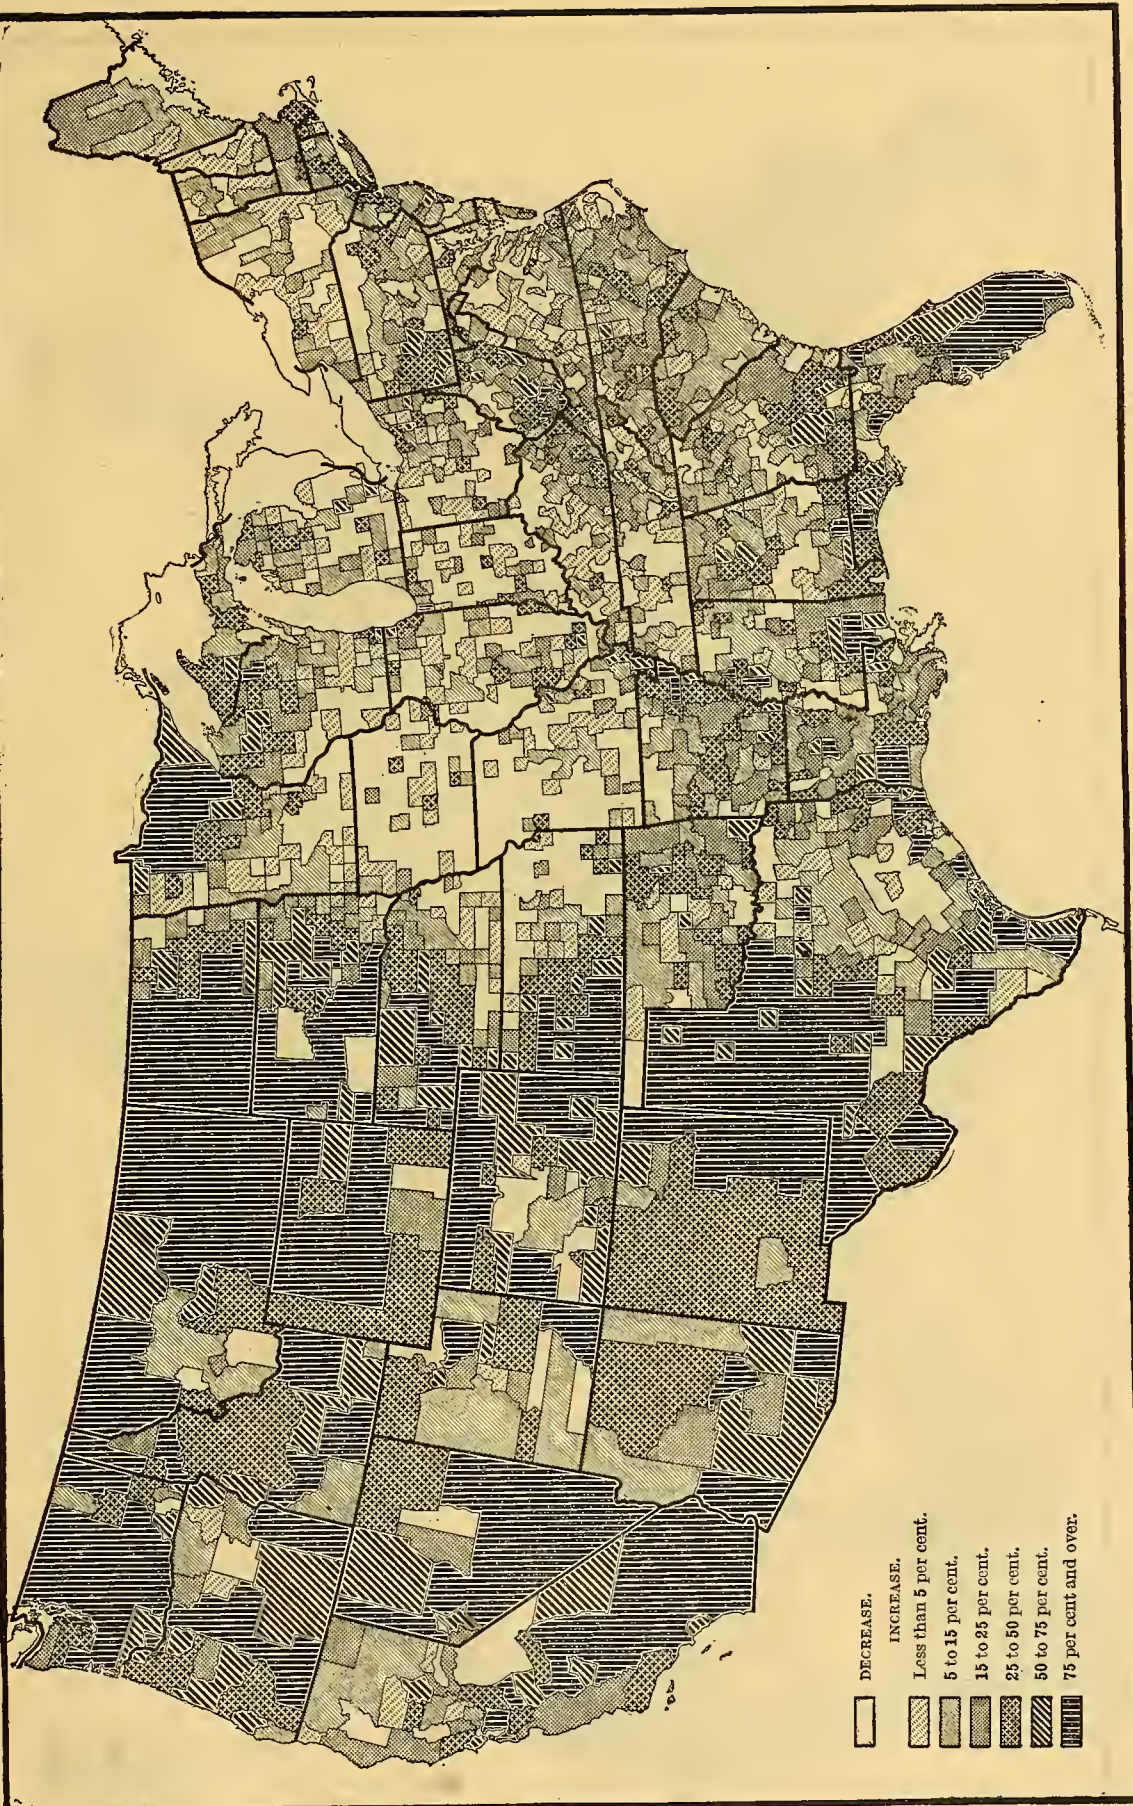 DECREASE.
INCREASE.
Less than 5 per cent.
5 to 15 per cent.
15 to 25 per cent.
25 to 50 per cent.
50 to 75 per cent.
75 per cent and over.